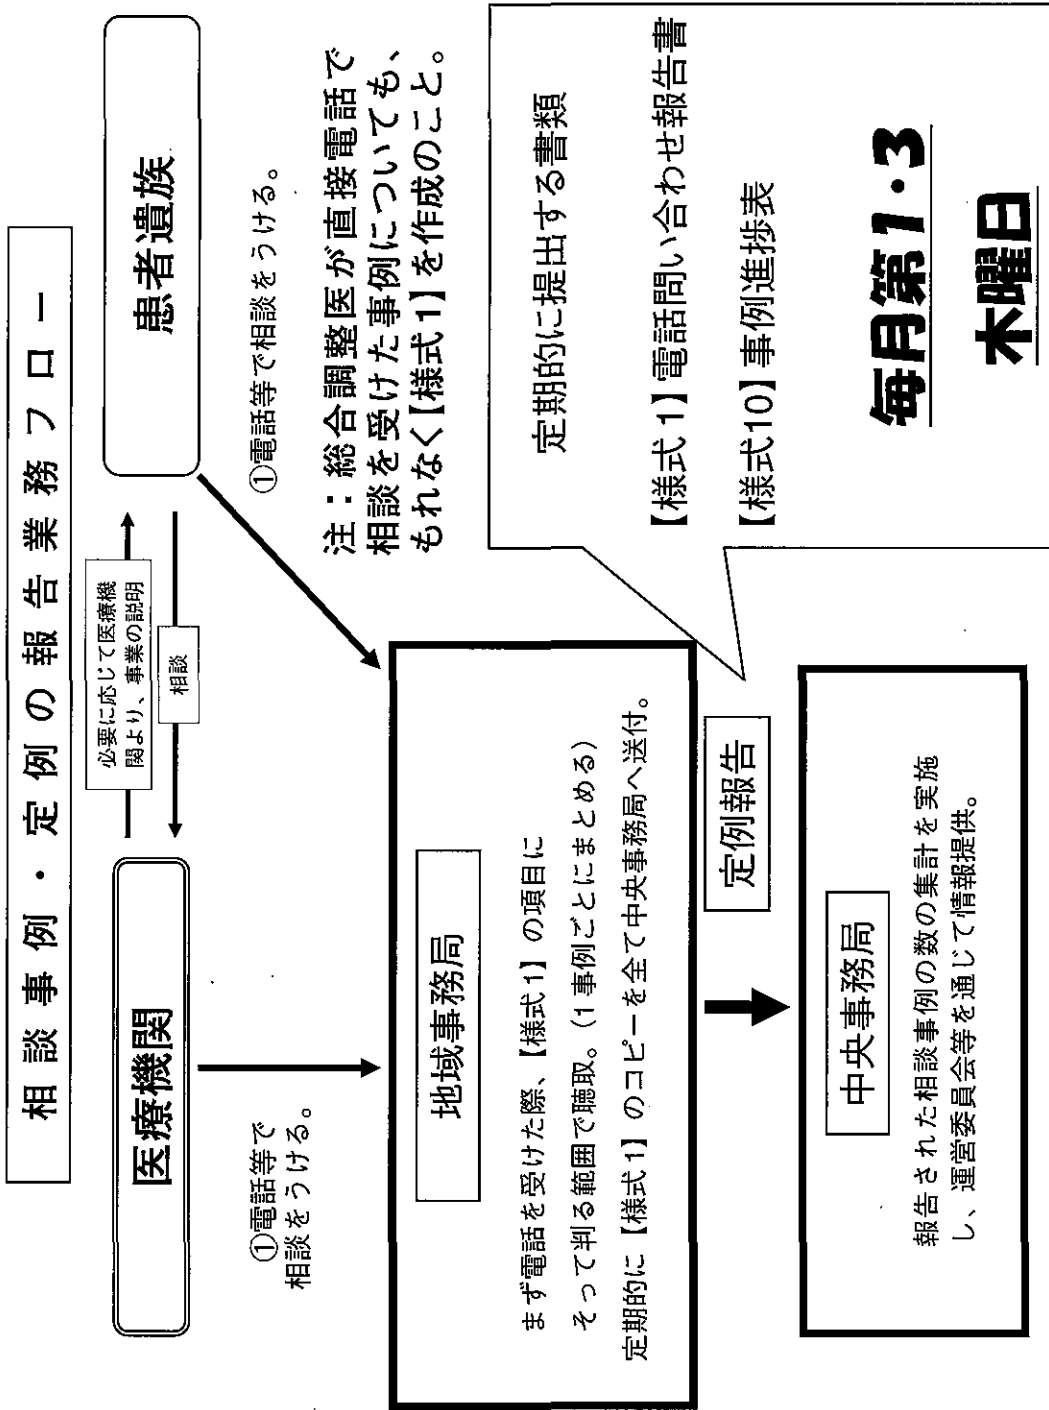 相談事例・定例の報告業務フロー
医療機関
必要に応じて医療機
関より、事業の説明
相談
患者遺族
①電話等で
相談をうける。
①電話等で相談をうける。
注：総合調整医が直接電話で
相談を受けた事例についても、
もれなく【様式1】を作成のこと。
地域事務局
まず電話を受けた際、【様式1】の項目に
そって判る範囲で聴取。（1事例ごとにまとめる）
定期的に【様式1】のコピーを全て中央事務局へ送付。
定期的に提出する書類
【様式1】電話問い合わせ報告書
【様式10】事例進捗表
毎月第1・3
木曜日
定例報告
中央事務局
報告された相談事例の数の集計を実施
し、運営委員会等を通じて情報提供。